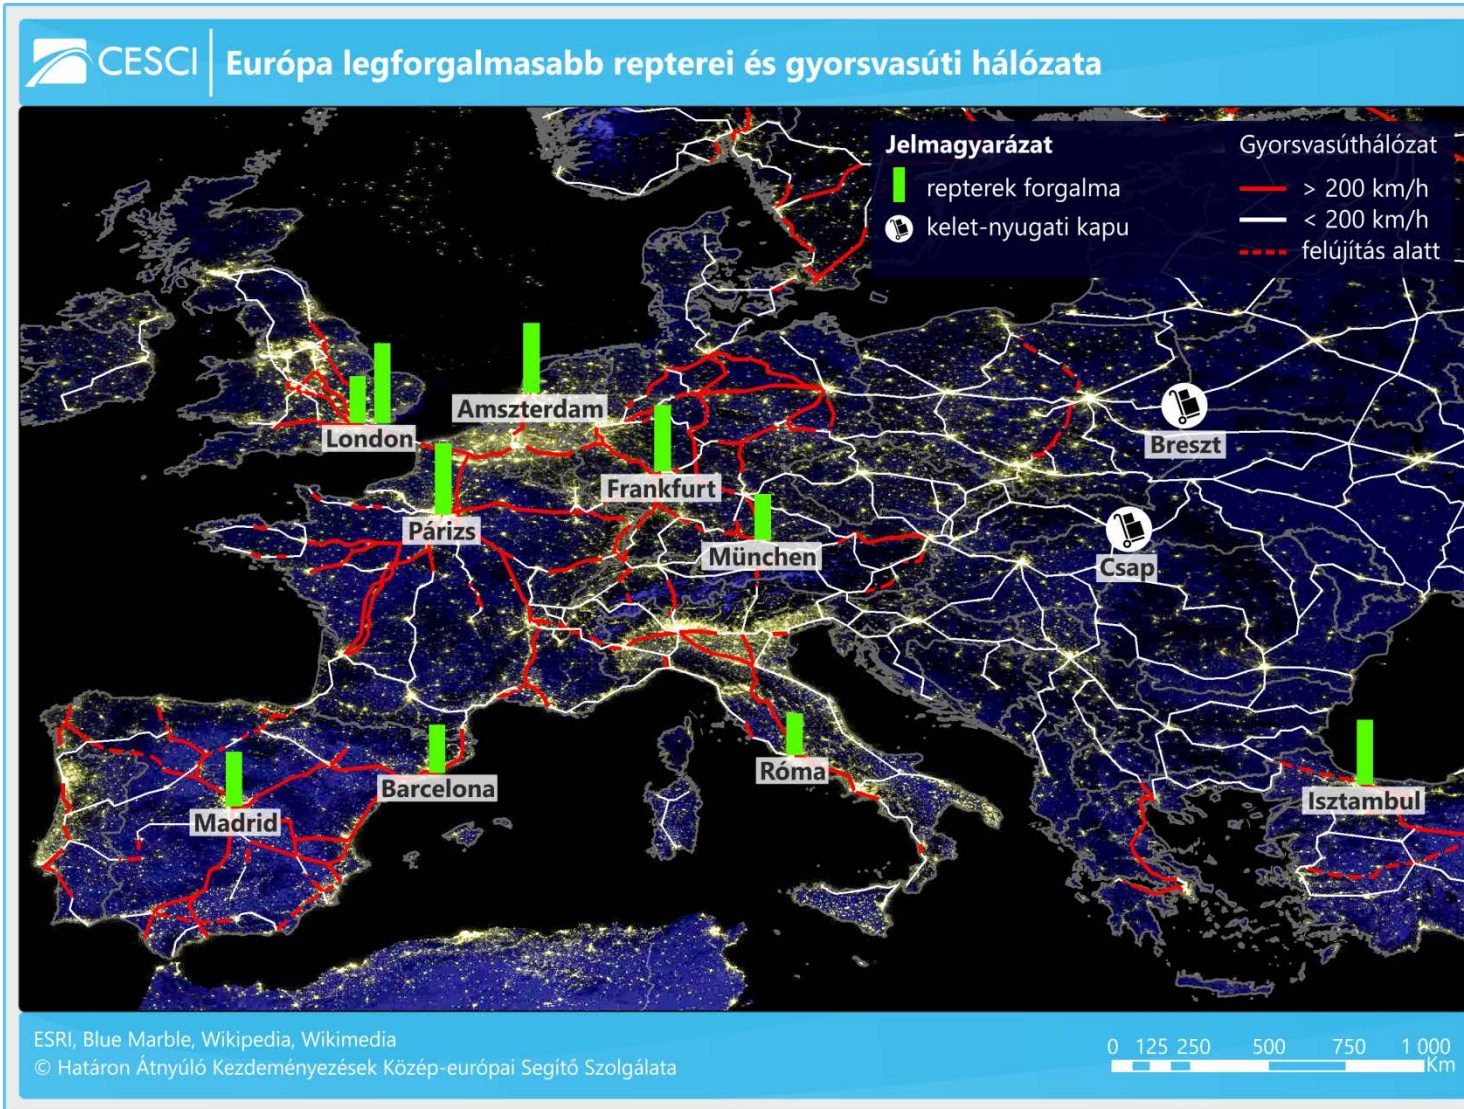 CESCI
Európa legforgalmasabb repterei és gyorsvasúti hálózata
Jelmagyarázat
repterek forgalma
kelet-nyugati kapu
Gyorsvasúthálózat
> 200 km/h
< 200 km/h
felújítás alatt
Amszterdam
London
Breszt
Frankfurt
Párizs
München
Csap
Barcelona
Róma
Isztambul
Madrid
ESRI, Blue Marble, Wikipedia, Wikimedia
© Határon Átnyúló Kezdeményezések Közép-európai Segítő Szolgálata
0 125 250 500 750 1 000
Km